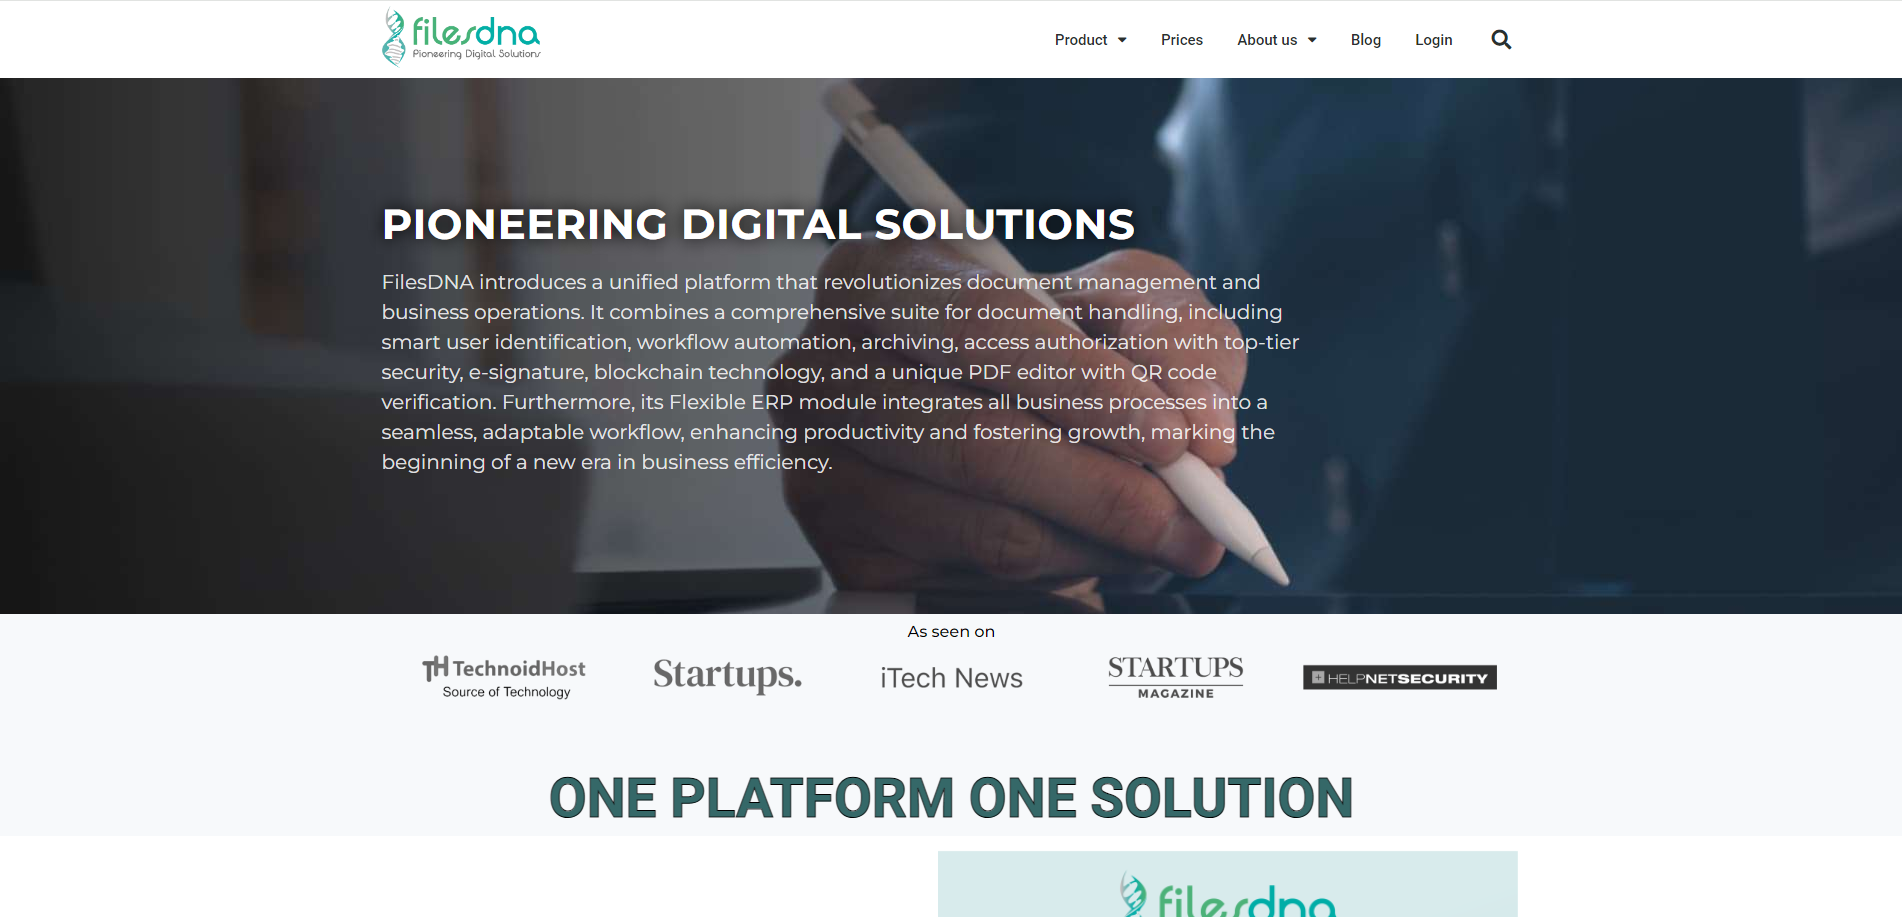 filesdna
Pioneering Digital Solutions
Product
Prices
About us
Blog
Login
PIONEERING DIGITAL SOLUTIONS
FilesDNA introduces a unified platform that revolutionizes document management and
business operations. It combines a comprehensive suite for document handling, including
smart user identification, workflow automation, archiving, access authorization with top-tier
security, e-signature, blockchain technology, and a unique PDF editor with QR code
verification. Furthermore, its Flexible ERP module integrates all business processes into a
seamless, adaptable workflow, enhancing productivity and fostering growth, marking the
beginning of a new era in business efficiency.
As seen on
TH TechnoidHost
Source of Technology
Startups.
iTech News
STARTUPS
MAGAZINE
HELPNETSECURITY
ONE PLATFORM ONE SOLUTION
filesdna